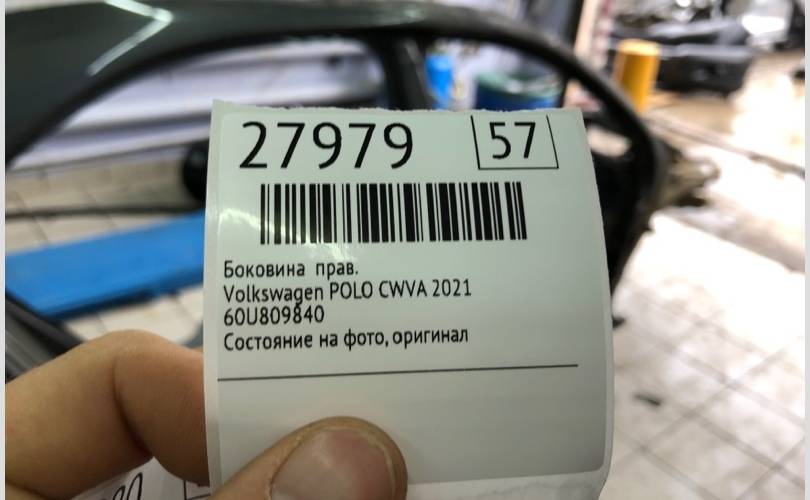 27979 57
Боковина прав.
Volkswagen POLO CWVA 2021
60U809840
Состояние на фото, оригинал